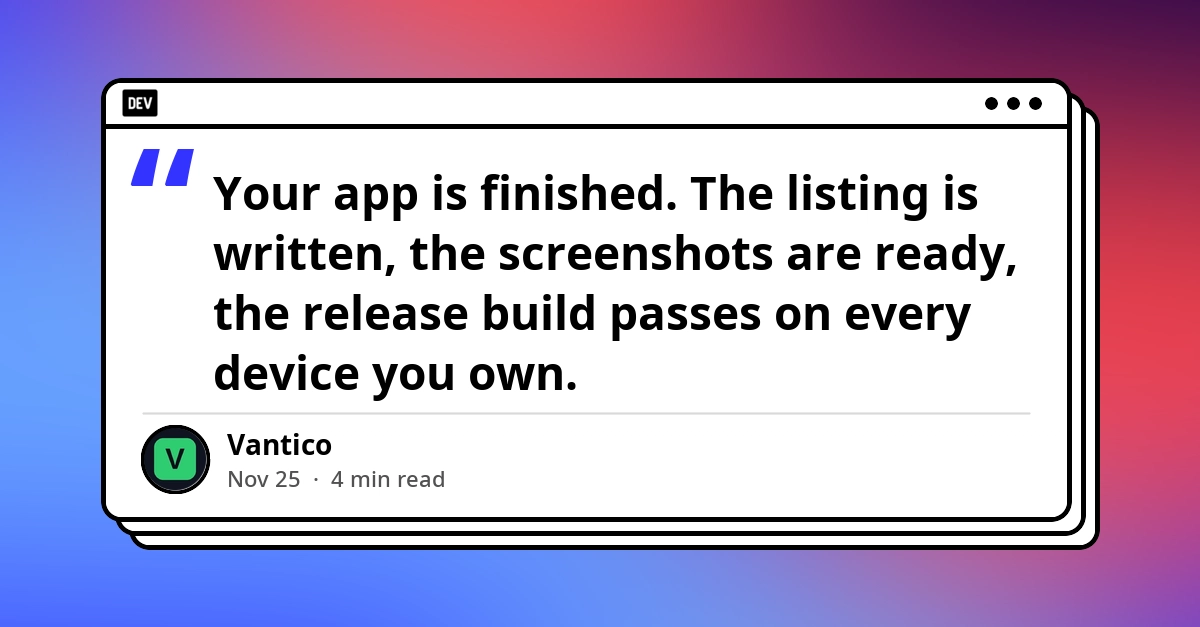 DEV
“
Your app is finished. The listing is
written, the screenshots are ready,
the release build passes on every
device you own.
V
Vantico
Nov 25 · 4 min read